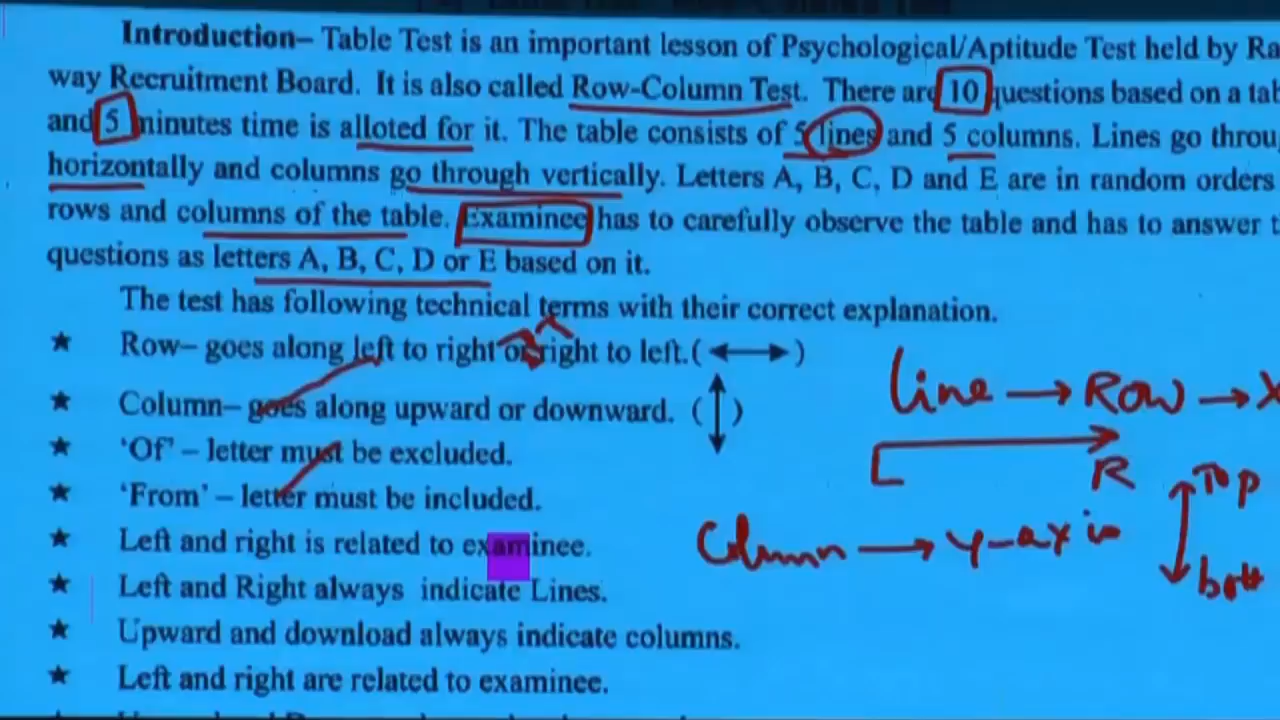 Introduction– Table Test is an important lesson of Psychological/Aptitude Test held by Ra
way Recruitment Board. It is also called Row-Column Test. There are 10 questions based on a tab
and 5 minutes time is alloted for it. The table consists of 5 lines and 5 columns. Lines go throu
horizontally and columns go through vertically. Letters A, B, C, D and E are in random orders
rows and columns of the table. Examinee has to carefully observe the table and has to answer t
questions as letters A, B, C, D or E based on it.
The test has following technical terms with their correct explanation.
★ Row– goes along left to right or right to left.(↔)
★ Column– goes along upward or downward. (↕)
★ 'Of' – letter must be excluded.
★ 'From' – letter must be included.
★ Left and right is related to examinee.
★ Left and Right always indicate Lines.
★ Upward and download always indicate columns.
★ Left and right are related to examinee.
line → Row → X
L R
Column → y-axis
Top
bott